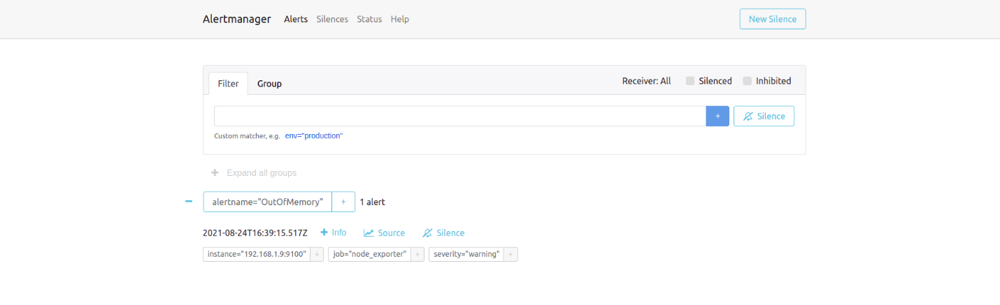 Alertmanager Alerts Silences Status Help New Silence
Filter Group Receiver: All Silenced Inhibited
+ Silence
Custom matcher, e.g. env="production"
+ Expand all groups
− alertname="OutOfMemory" + 1 alert
2021-08-24T16:39:15.517Z + Info Source Silence
instance="192.168.1.9:9100" + job="node_exporter" + severity="warning" +